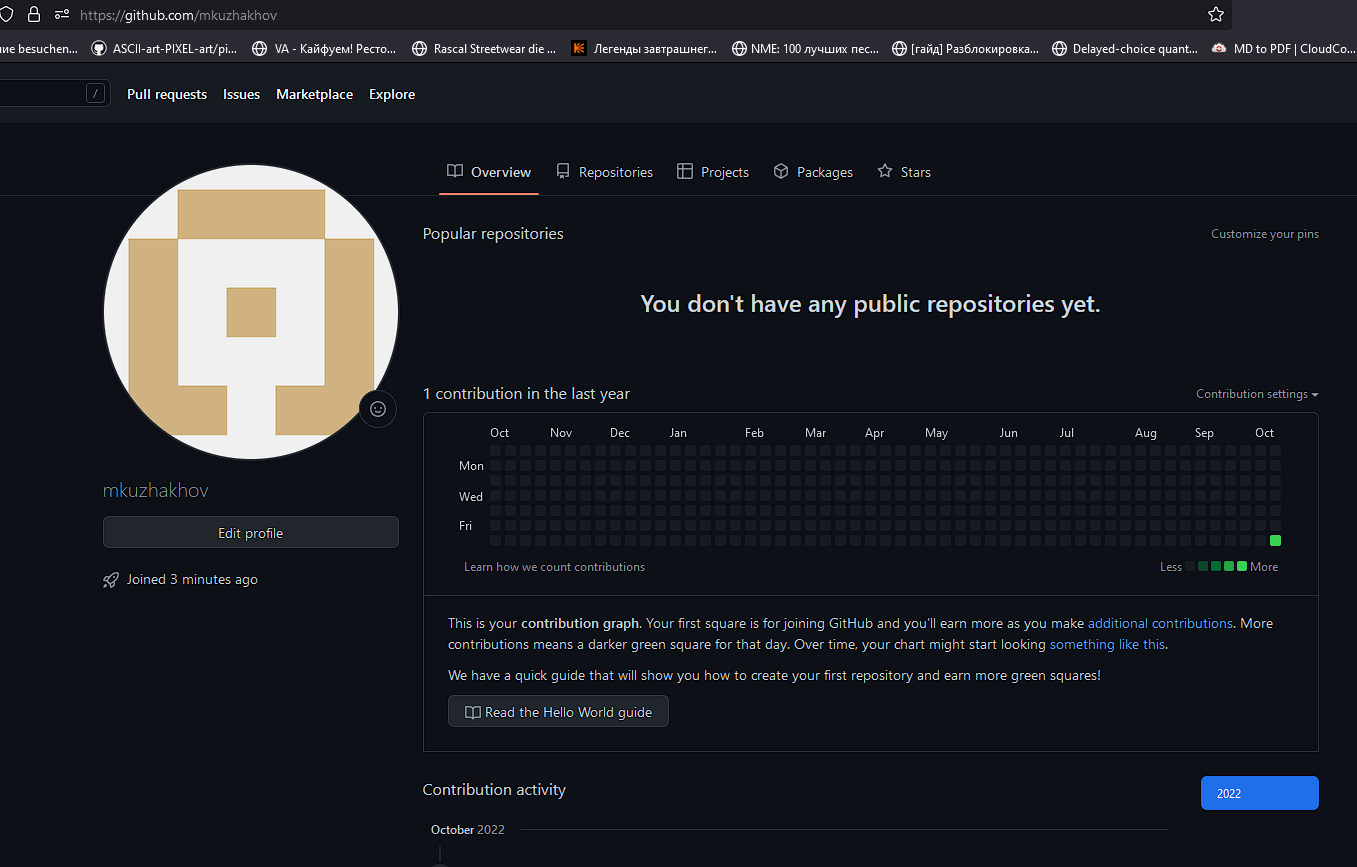 https://github.com/mkuzhakhov
ние besuchen... ASCII-art-PIXEL-art/pi... VA - Кайфуем! Ресто... Rascal Streetwear die ... Легенды завтрашнег... NME: 100 лучших пес... [гайд] Разблокировка... Delayed-choice quant... MD to PDF | CloudCo...
/ Pull requests Issues Marketplace Explore
Overview Repositories Projects Packages Stars
Popular repositories Customize your pins
You don't have any public repositories yet.
1 contribution in the last year Contribution settings
Oct Nov Dec Jan Feb Mar Apr May Jun Jul Aug Sep Oct
Mon
Wed
Fri
Learn how we count contributions Less More
mkuzhakhov
Edit profile
Joined 3 minutes ago
This is your contribution graph. Your first square is for joining GitHub and you'll earn more as you make additional contributions. More
contributions means a darker green square for that day. Over time, your chart might start looking something like this.
We have a quick guide that will show you how to create your first repository and earn more green squares!
Read the Hello World guide
Contribution activity 2022
October 2022